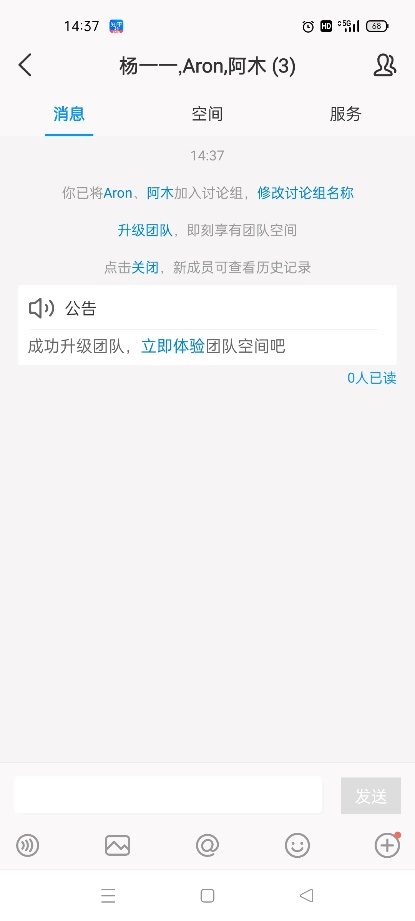 14:37
HD
5G
68
杨一一,Aron,阿木 (3)
消息
空间
服务
14:37
你已将Aron、阿木加入讨论组，修改讨论组名称
升级团队，即刻享有团队空间
点击关闭，新成员可查看历史记录
公告
成功升级团队，立即体验团队空间吧
0人已读
发送